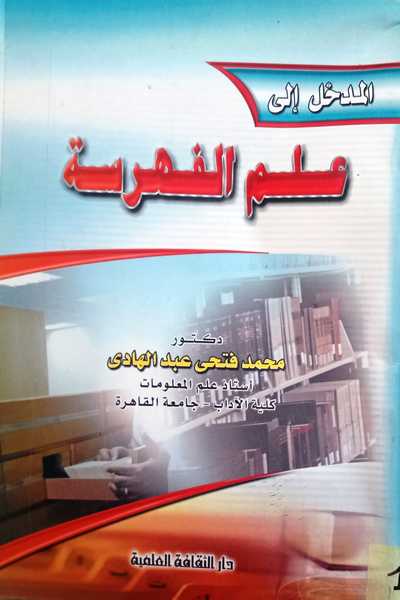 المدخل إلى
علم الفهرسة
دكتور
محمد فتحى عبد الهادى
أستاذ علم المعلومات
كلية الآداب - جامعة القاهرة
دار الثقافة العلمية